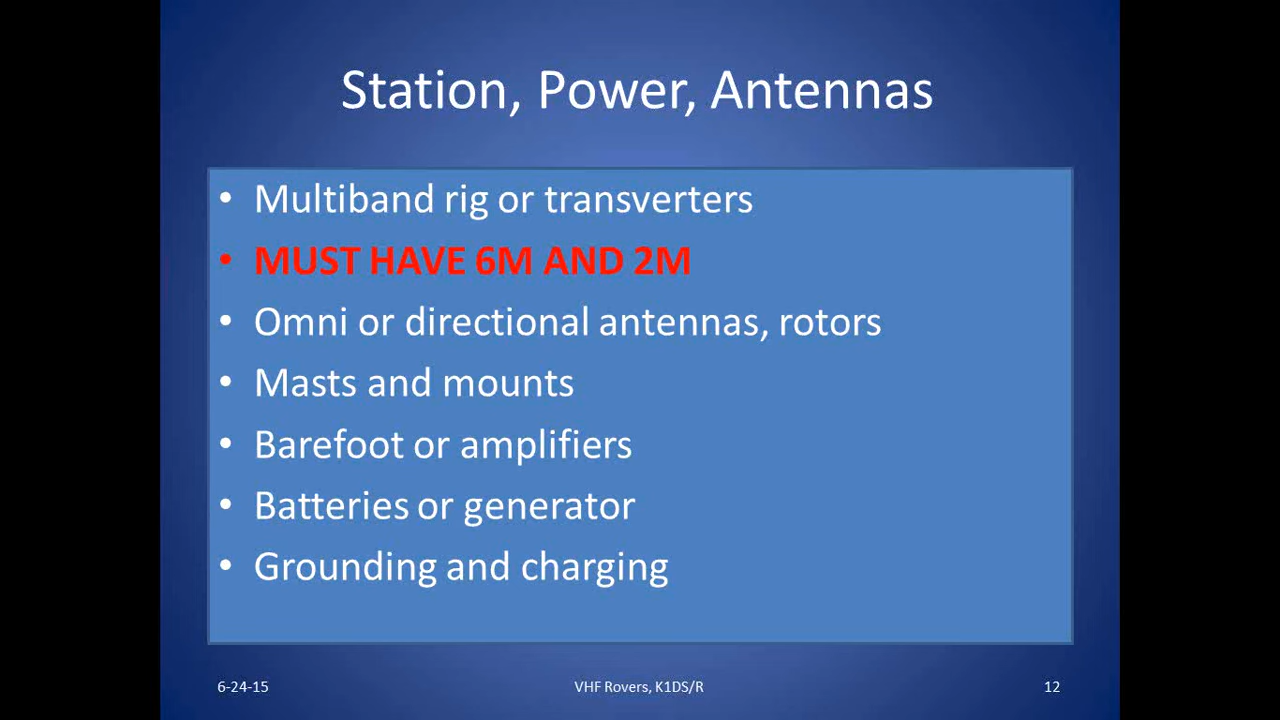 Station, Power, Antennas
• Multiband rig or transverters
• MUST HAVE 6M AND 2M
• Omni or directional antennas, rotors
• Masts and mounts
• Barefoot or amplifiers
• Batteries or generator
• Grounding and charging
6-24-15
VHF Rovers, K1DS/R
12